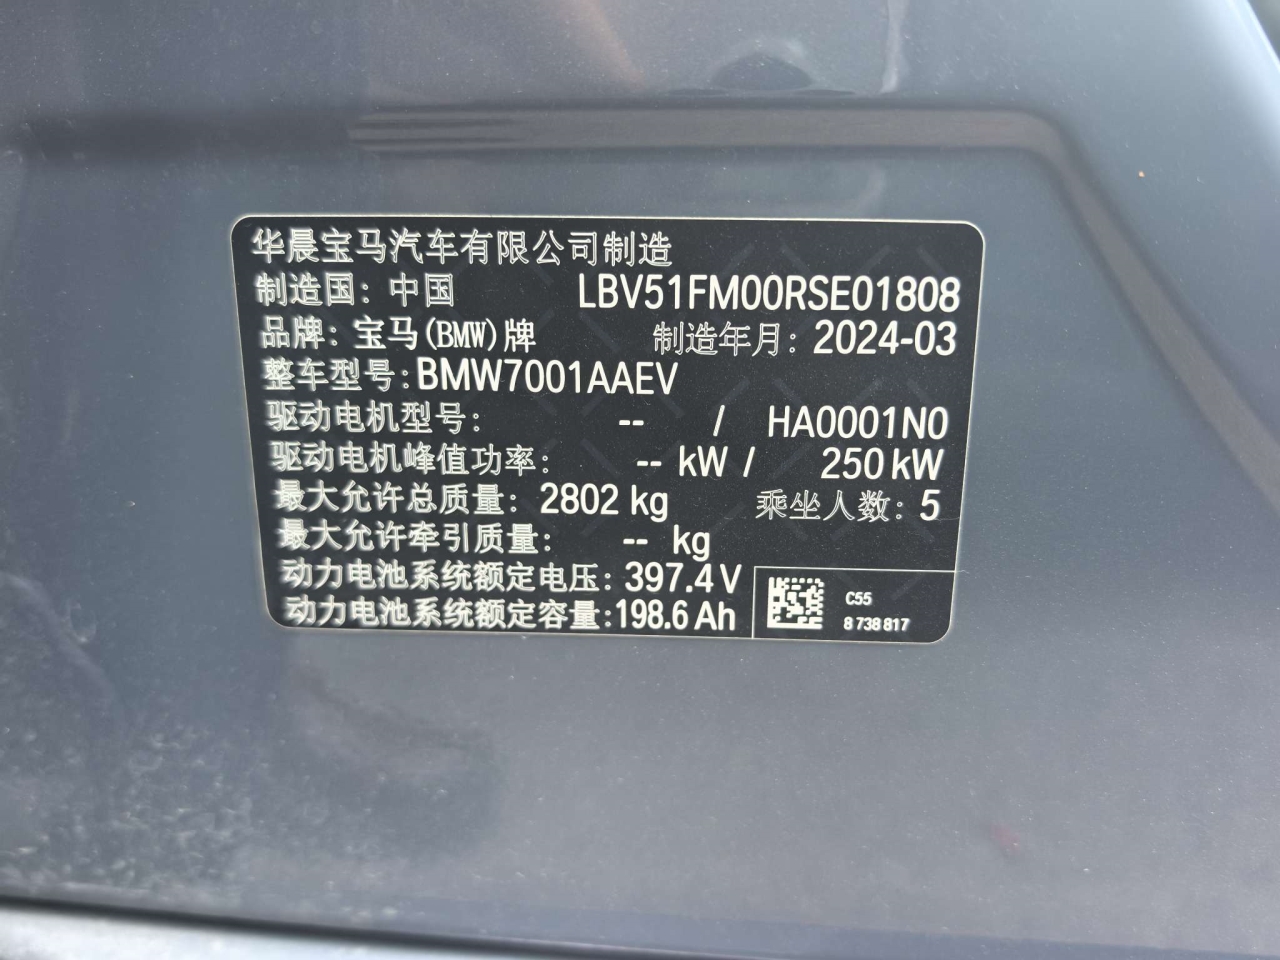 华晨宝马汽车有限公司制造
制造国：中国 LBV51FM00RSE01808
品牌：宝马(BMW)牌 制造年月：2024-03
整车型号：BMW7001AAEV
驱动电机型号： -- / HA0001N0
驱动电机峰值功率： -- kW / 250 kW
最大允许总质量：2802 kg 乘坐人数：5
最大允许牵引质量： -- kg
动力电池系统额定电压：397.4 V
动力电池系统额定容量：198.6 Ah
C55
8 738 817